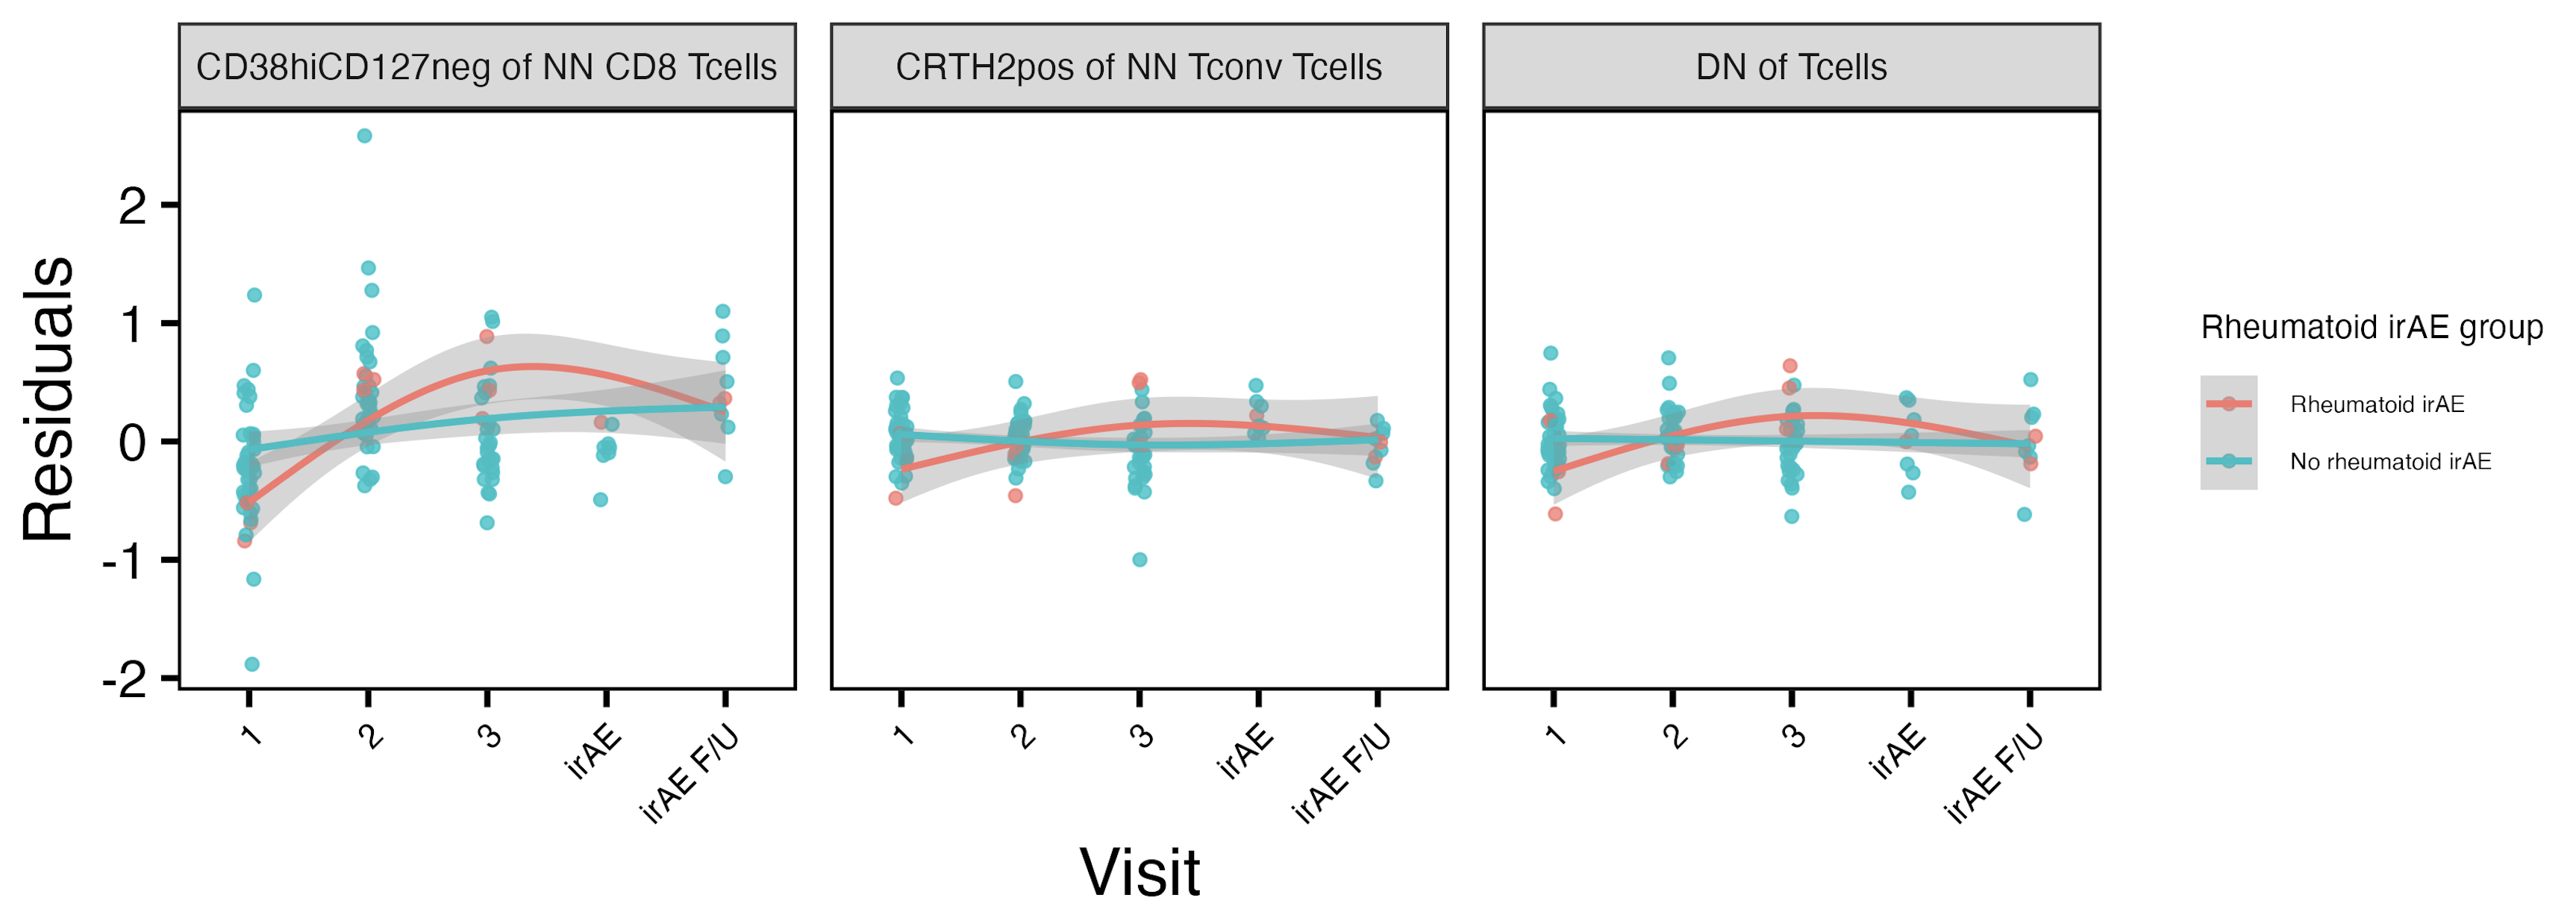 CD38hiCD127neg of NN CD8 Tcells
CRTH2pos of NN Tconv Tcells
DN of Tcells
Residuals
2
1
0
-1
-2
1
2
3
irAE
irAE F/U
1
2
3
irAE
irAE F/U
1
2
3
irAE
irAE F/U
Visit
Rheumatoid irAE group
Rheumatoid irAE
No rheumatoid irAE